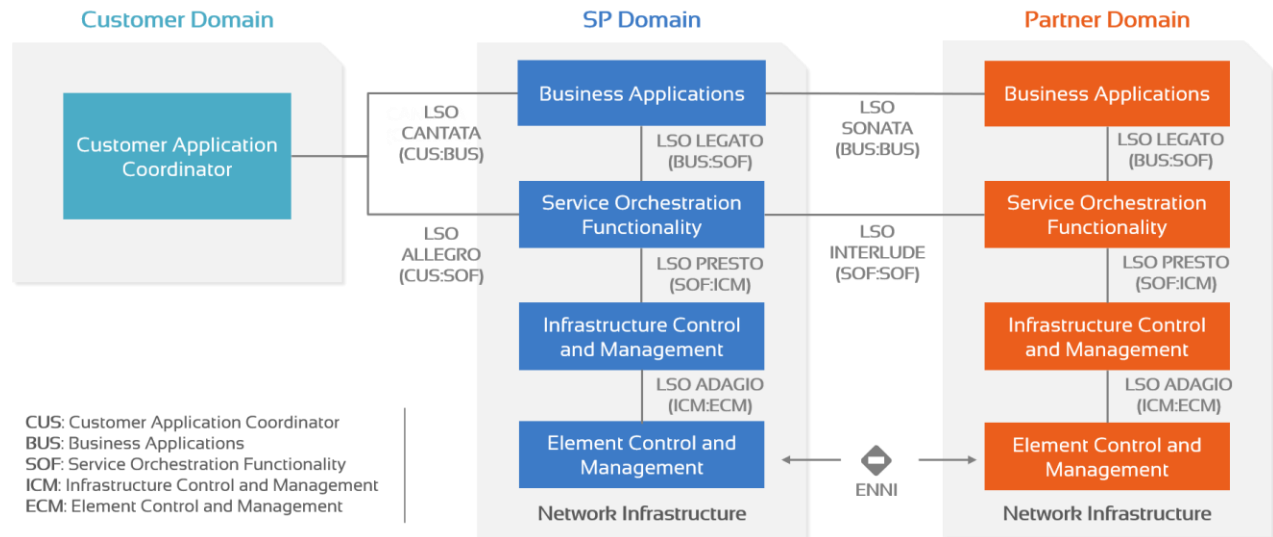 Customer Domain
SP Domain
Partner Domain
Customer Application
Coordinator
LSO
CANTATA
(CUS:BUS)
LSO
ALLEGRO
(CUS:SOF)
Business Applications
LSO LEGATO
(BUS:SOF)
Service Orchestration
Functionality
LSO PRESTO
(SOF:ICM)
Infrastructure Control
and Management
LSO ADAGIO
(ICM:ECM)
Element Control and
Management
Network Infrastructure
LSO
SONATA
(BUS:BUS)
LSO
INTERLUDE
(SOF:SOF)
ENNI
Business Applications
LSO LEGATO
(BUS:SOF)
Service Orchestration
Functionality
LSO PRESTO
(SOF:ICM)
Infrastructure Control
and Management
LSO ADAGIO
(ICM:ECM)
Element Control and
Management
Network Infrastructure
CUS: Customer Application Coordinator
BUS: Business Applications
SOF: Service Orchestration Functionality
ICM: Infrastructure Control and Management
ECM: Element Control and Management